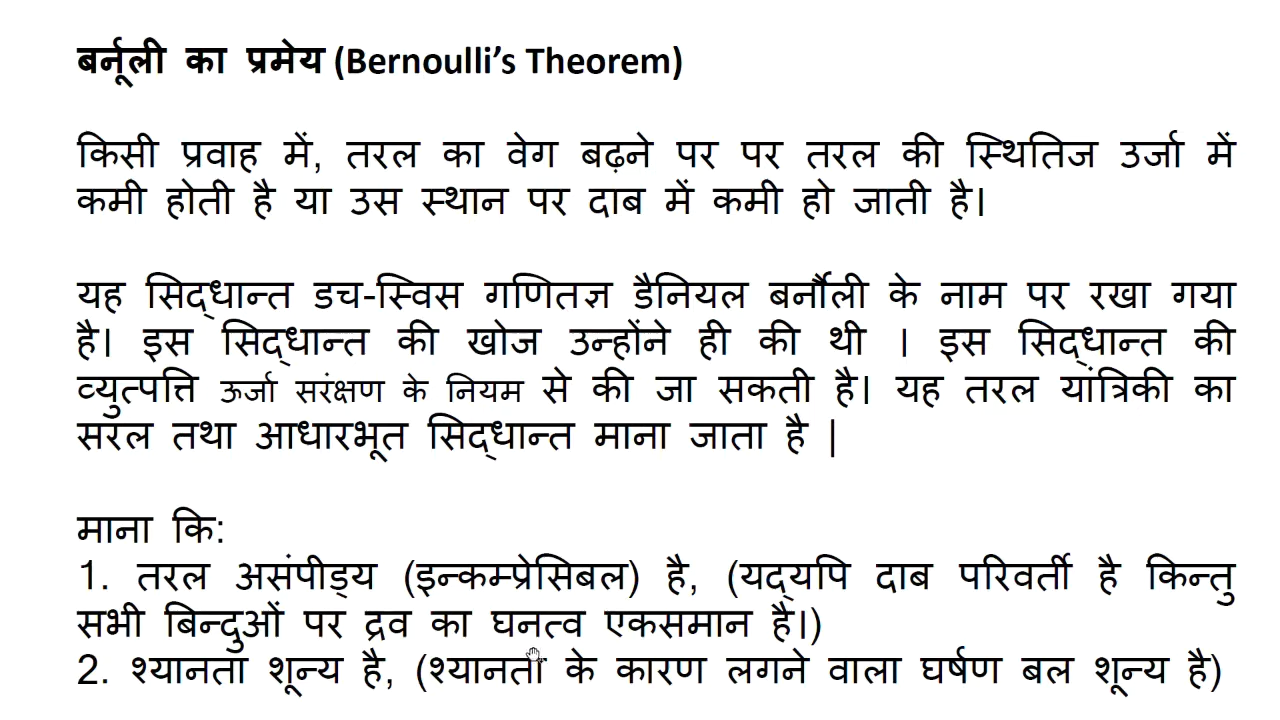 बर्नूली का प्रमेय (Bernoulli’s Theorem)
किसी प्रवाह में, तरल का वेग बढ़ने पर पर तरल की स्थितिज उर्जा में
कमी होती है या उस स्थान पर दाब में कमी हो जाती है।
यह सिद्धान्त डच-स्विस गणितज्ञ डैनियल बर्नौली के नाम पर रखा गया
है। इस सिद्धान्त की खोज उन्होंने ही की थी । इस सिद्धान्त की
व्युत्पत्ति ऊर्जा सरंक्षण के नियम से की जा सकती है। यह तरल यांत्रिकी का
सरल तथा आधारभूत सिद्धान्त माना जाता है |
माना कि:
1. तरल असंपीड्य (इन्कम्प्रेसिबल) है, (यद्यपि दाब परिवर्ती है किन्तु
सभी बिन्दुओं पर द्रव का घनत्व एकसमान है।)
2. श्यानता शून्य है, (श्यानता के कारण लगने वाला घर्षण बल शून्य है)